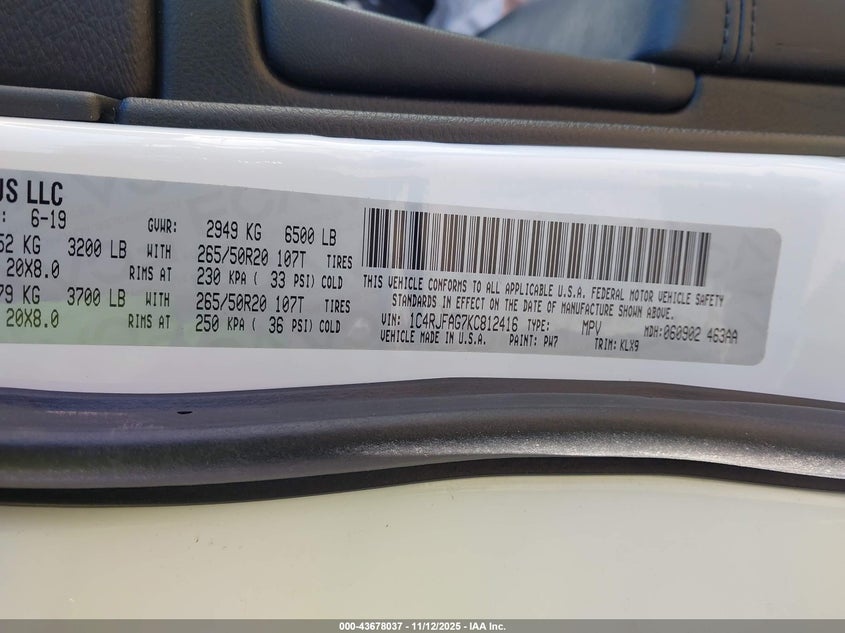 US LLC
: 6-19 GVWR: 2949 KG 6500 LB
52 KG 3200 LB WITH 265/50R20 107T TIRES
20X8.0 RIMS AT 230 KPA ( 33 PSI) COLD
79 KG 3700 LB WITH 265/50R20 107T TIRES
20X8.0 RIMS AT 250 KPA ( 36 PSI) COLD
THIS VEHICLE CONFORMS TO ALL APPLICABLE U.S.A. FEDERAL MOTOR VEHICLE SAFETY
STANDARDS IN EFFECT ON THE DATE OF MANUFACTURE SHOWN ABOVE.
VIN: 1C4RJFAG7KC812416 TYPE: MPV MDH:060902 463AA
VEHICLE MADE IN U.S.A. PAINT: PW7 TRIM: KLX9
000-43678037 - 11/12/2025 - IAA Inc.